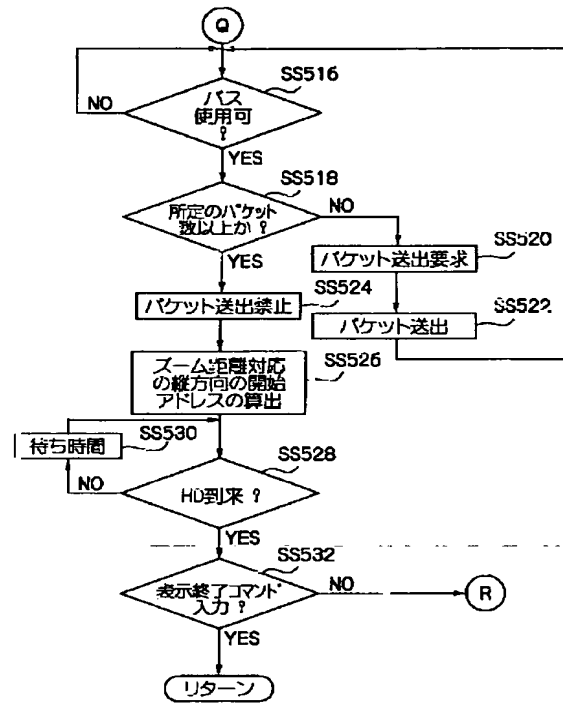 Q
SS516
バス
使用可
?
NO
YES
SS518
所定のパケット
数以上か?
NO
YES
SS520
パケット送出要求
SS524
パケット送出禁止
SS522
パケット送出
SS526
ズーム距離対応
の縦方向の開始
アドレスの算出
SS530
待ち時間
SS528
HD到来?
NO
YES
SS532
表示終了コマンド
入力?
NO
R
YES
リターン